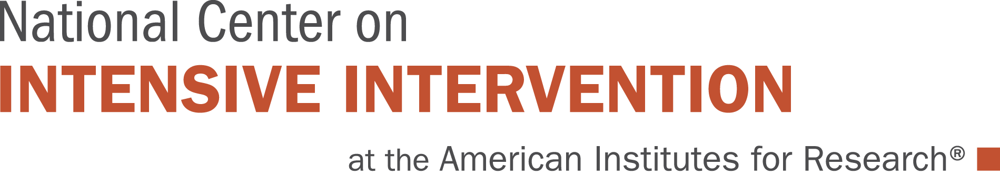 National Center on
INTENSIVE INTERVENTION
at the American Institutes for Research®